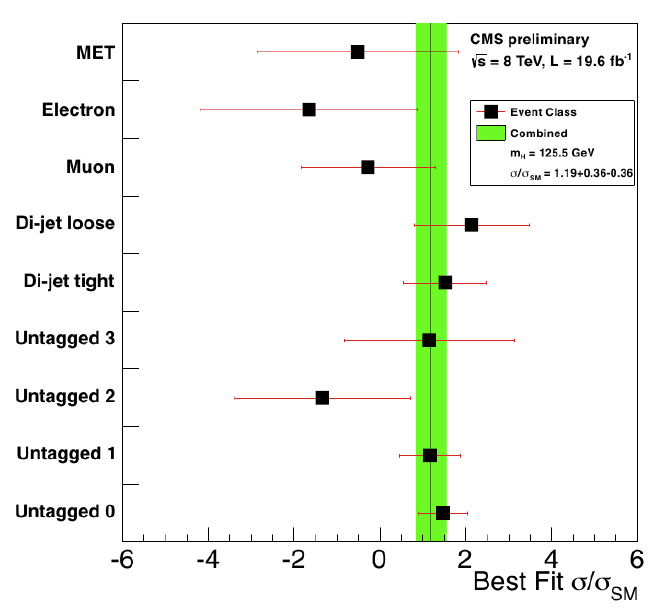 CMS preliminary
√s = 8 TeV, L = 19.6 fb⁻¹
Event Class
Combined
m_H = 125.5 GeV
σ/σ_SM = 1.19+0.36-0.36
MET
Electron
Muon
Di-jet loose
Di-jet tight
Untagged 3
Untagged 2
Untagged 1
Untagged 0
-6 -4 -2 0 2 4 6
Best Fit σ/σ_SM